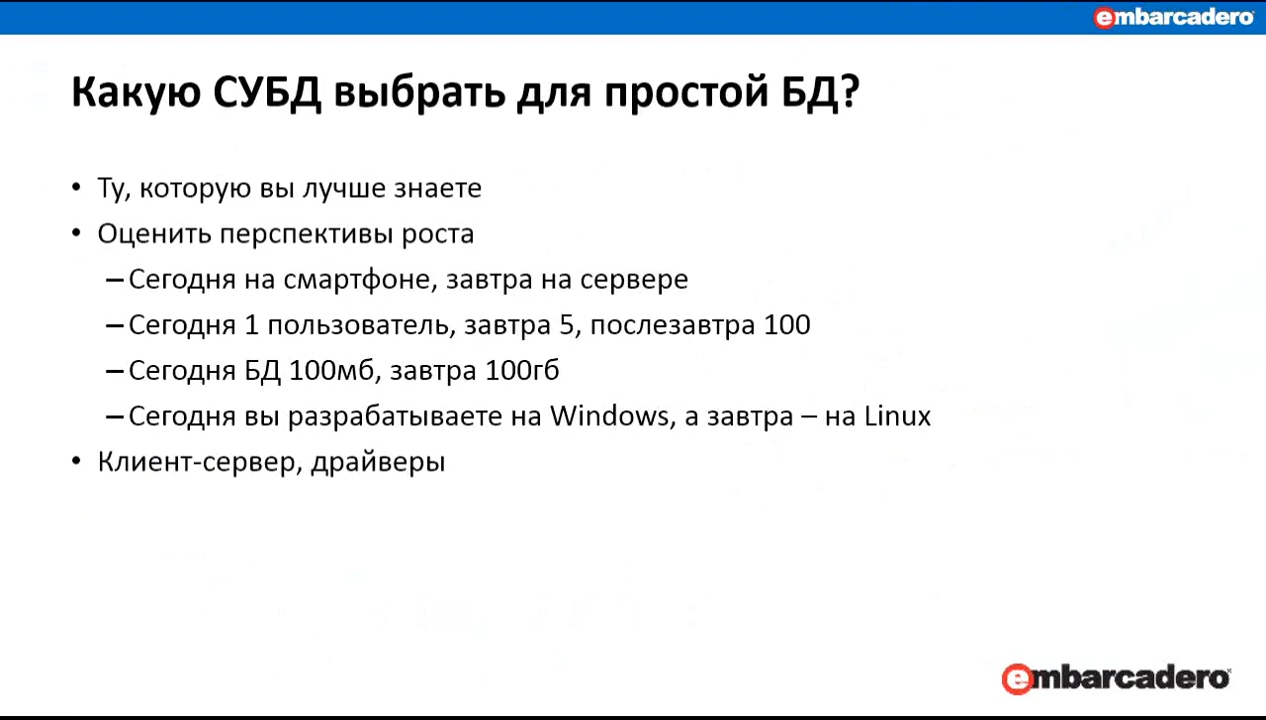 embarcadero
Какую СУБД выбрать для простой БД?
• Ту, которую вы лучше знаете
• Оценить перспективы роста
–Сегодня на смартфоне, завтра на сервере
–Сегодня 1 пользователь, завтра 5, послезавтра 100
–Сегодня БД 100мб, завтра 100гб
–Сегодня вы разрабатываете на Windows, а завтра – на Linux
• Клиент-сервер, драйверы
embarcadero